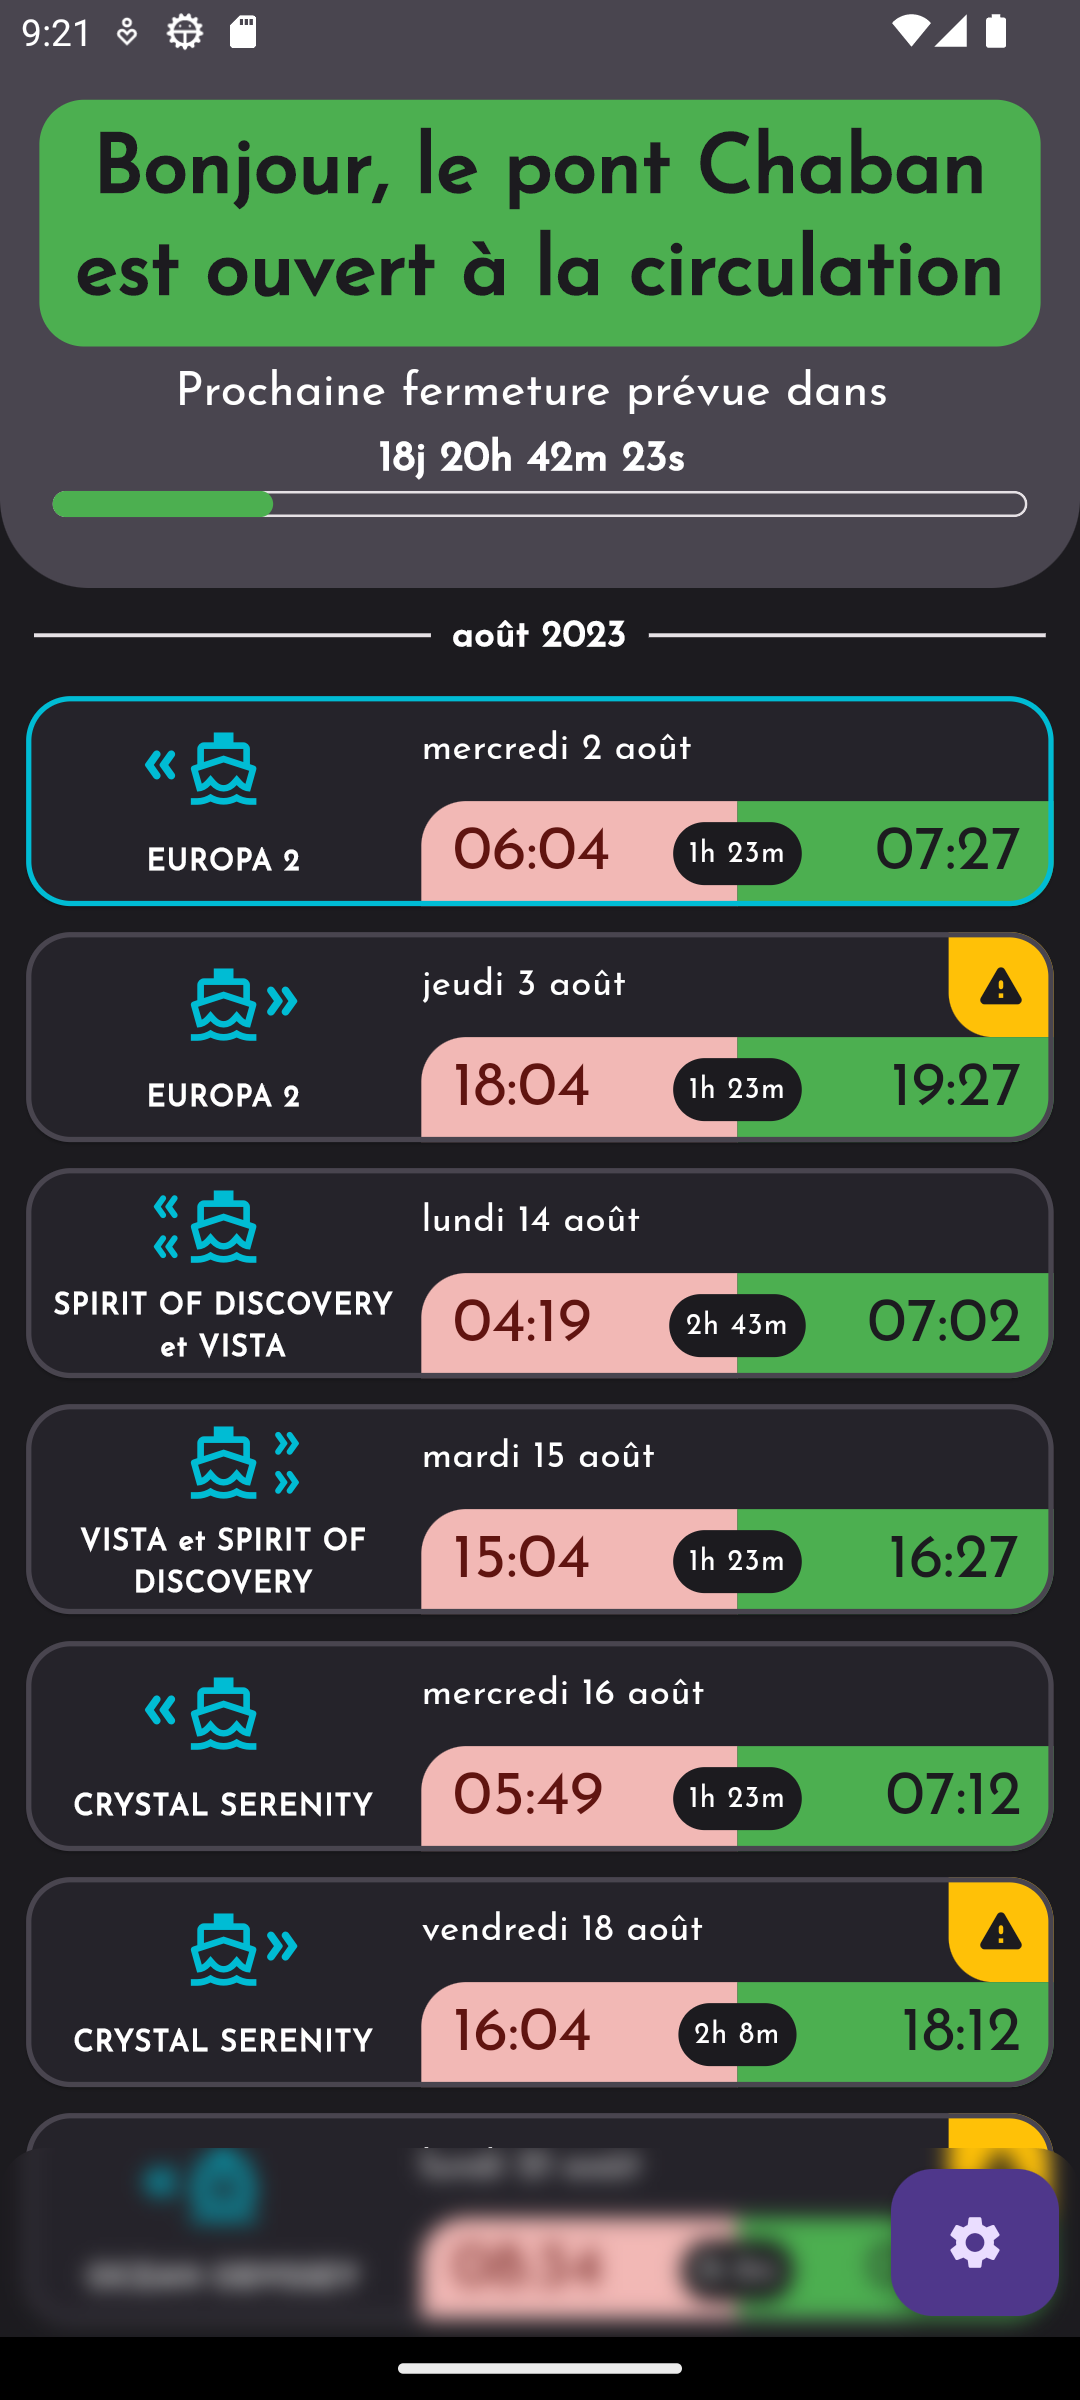 9:21
Bonjour, le pont Chaban
est ouvert à la circulation
Prochaine fermeture prévue dans
18j 20h 42m 23s
août 2023
mercredi 2 août
EUROPA 2
06:04 1h 23m 07:27
jeudi 3 août
EUROPA 2
18:04 1h 23m 19:27
lundi 14 août
SPIRIT OF DISCOVERY
et VISTA
04:19 2h 43m 07:02
mardi 15 août
VISTA et SPIRIT OF
DISCOVERY
15:04 1h 23m 16:27
mercredi 16 août
CRYSTAL SERENITY
05:49 1h 23m 07:12
vendredi 18 août
CRYSTAL SERENITY
16:04 2h 8m 18:12